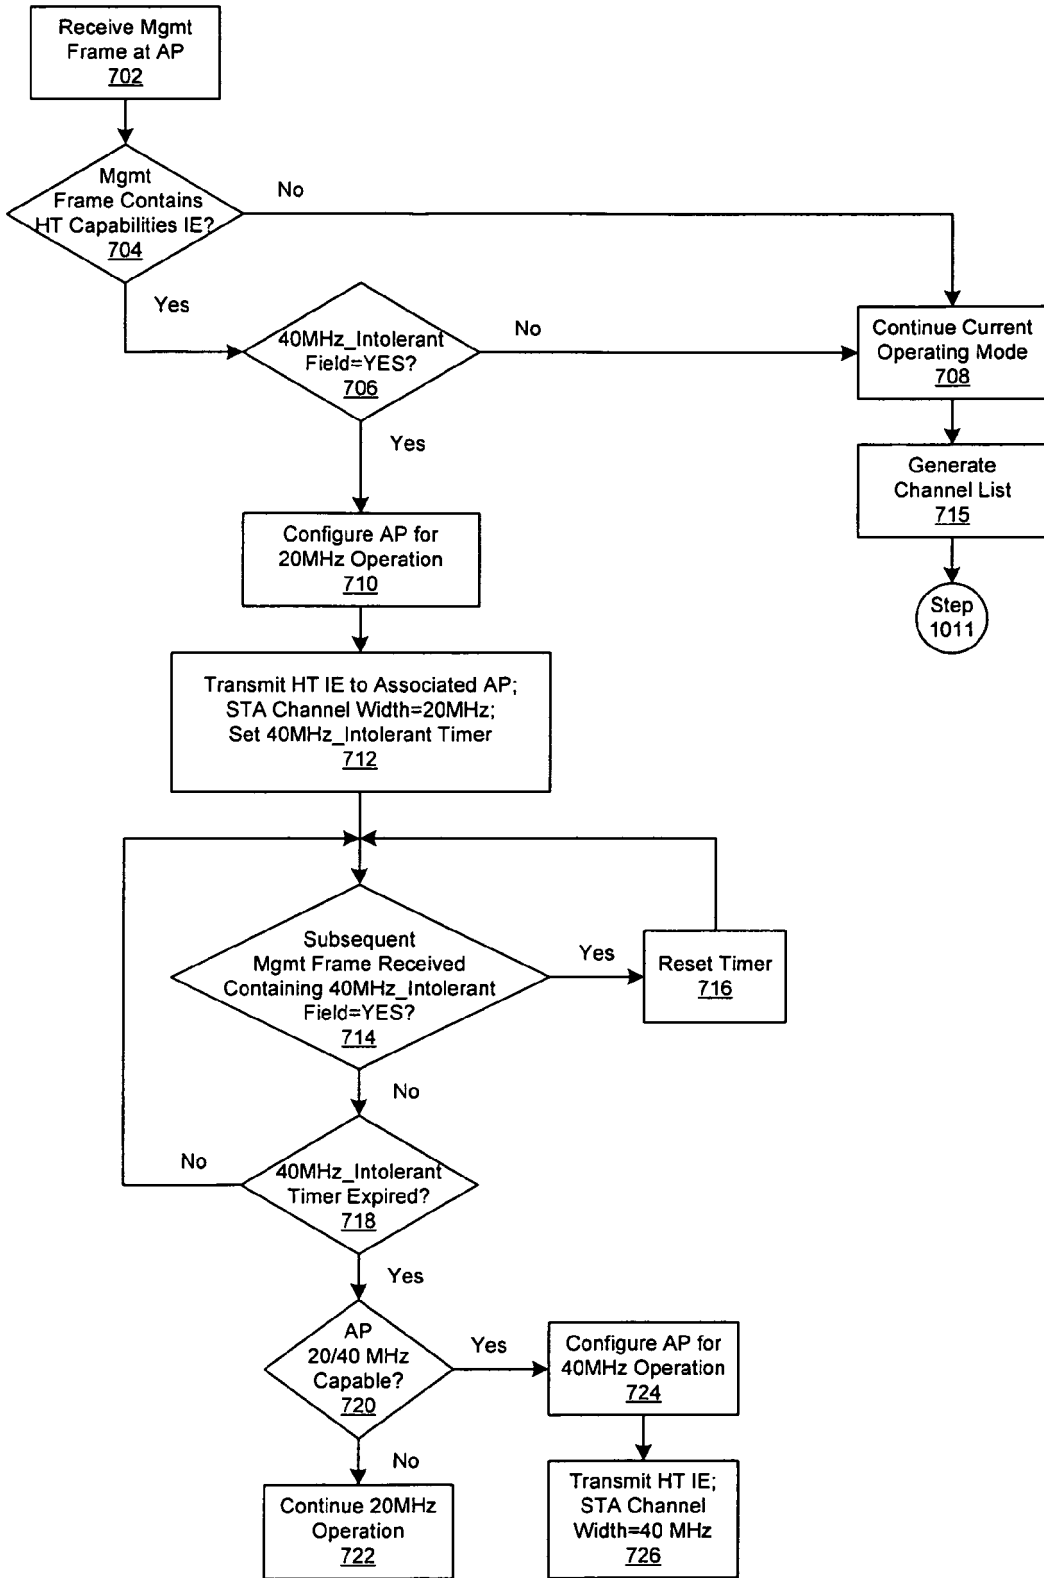 Receive Mgmt
Frame at AP
702
Mgmt
Frame Contains
HT Capabilities IE?
704
No
Yes
40MHz_Intolerant
Field=YES?
706
No
Continue Current
Operating Mode
708
Yes
Generate
Channel List
715
Configure AP for
20MHz Operation
710
Step
1011
Transmit HT IE to Associated AP;
STA Channel Width=20MHz;
Set 40MHz_Intolerant Timer
712
Subsequent
Mgmt Frame Received
Containing 40MHz_Intolerant
Field=YES?
714
Yes
Reset Timer
716
No
40MHz_Intolerant
Timer Expired?
718
No
Yes
AP
20/40 MHz
Capable?
720
Yes
Configure AP for
40MHz Operation
724
No
Continue 20MHz
Operation
722
Transmit HT IE;
STA Channel
Width=40 MHz
726